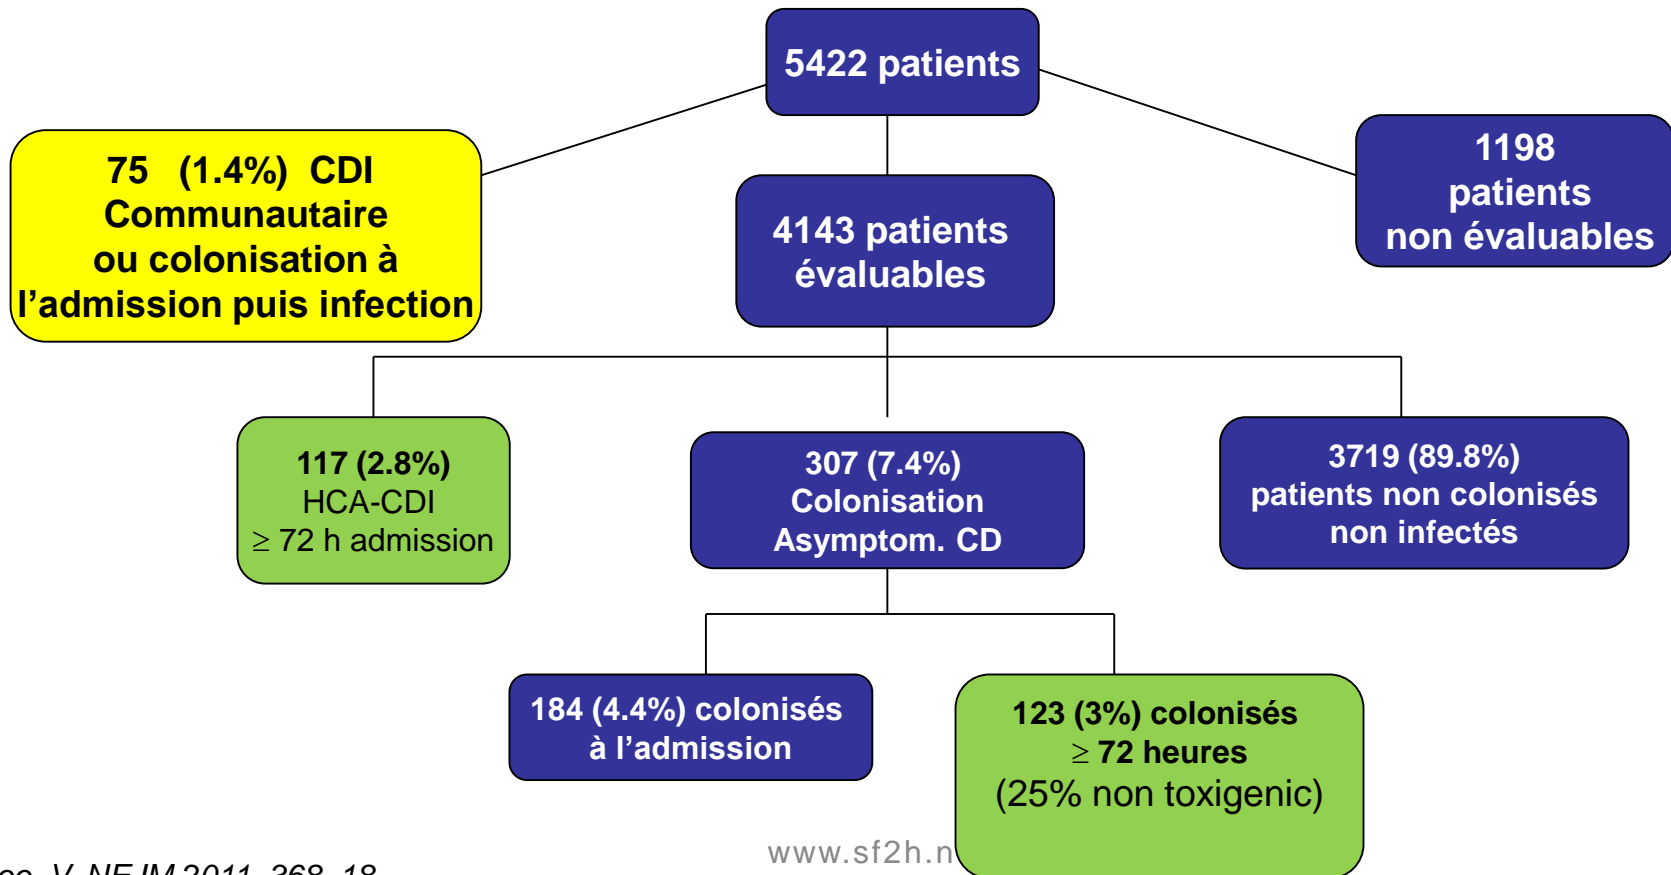 5422 patients
75 (1.4%) CDI
Communautaire
ou colonisation à
l’admission puis infection
4143 patients
évaluables
1198
patients
non évaluables
117 (2.8%)
HCA-CDI
≥ 72 h admission
307 (7.4%)
Colonisation
Asymptom. CD
3719 (89.8%)
patients non colonisés
non infectés
184 (4.4%) colonisés
à l’admission
123 (3%) colonisés
≥ 72 heures
(25% non toxigenic)
www.sf2h.n
V. NEJM 2011, 368, 18